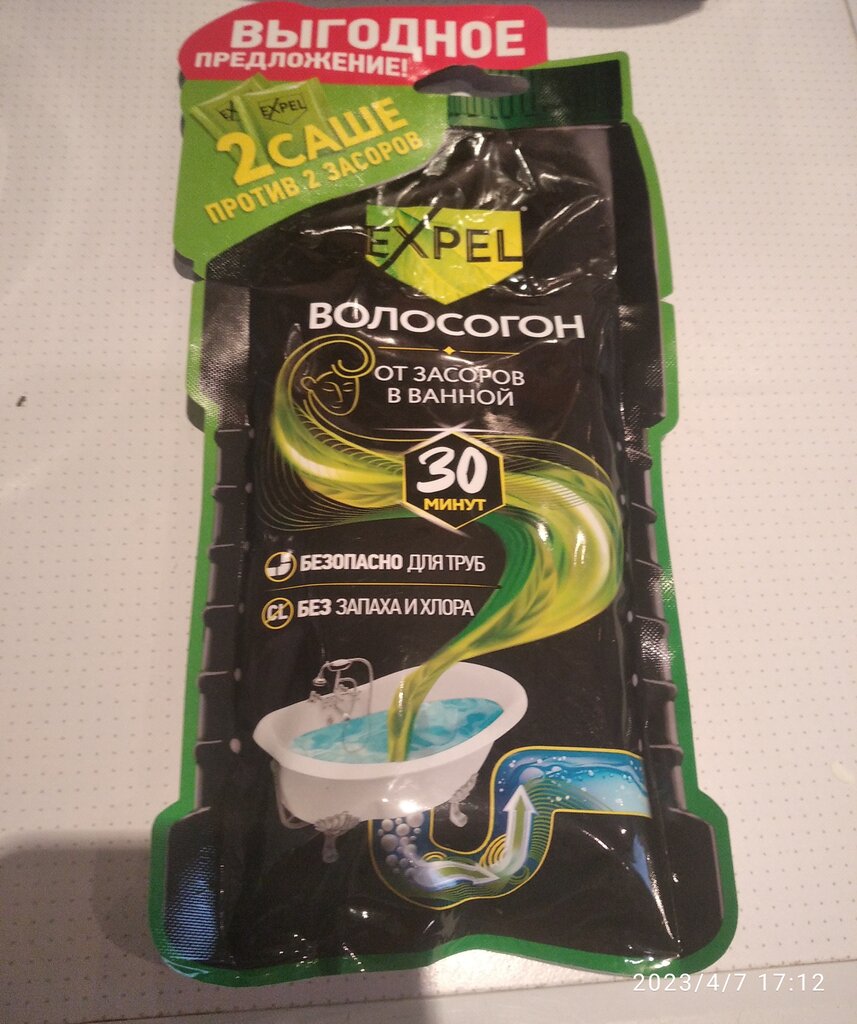 ВЫГОДНОЕ
ПРЕДЛОЖЕНИЕ!
EXPEL
2 САШЕ
ПРОТИВ 2 ЗАСОРОВ
EXPEL
ВОЛОСОГОН
ОТ ЗАСОРОВ
В ВАННОЙ
30
МИНУТ
БЕЗОПАСНО ДЛЯ ТРУБ
CL БЕЗ ЗАПАХА И ХЛОРА
2023/4/7 17:12